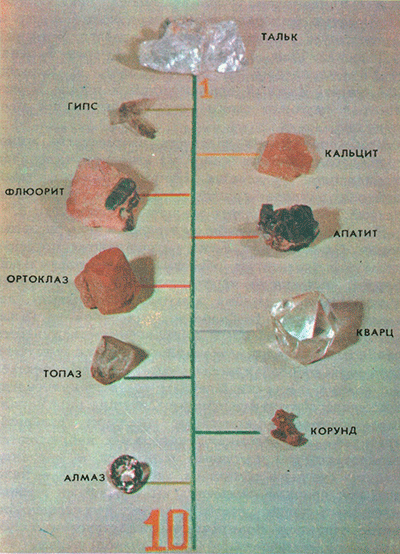 ТАЛЬК
1
ГИПС
КАЛЬЦИТ
ФЛЮОРИТ
АПАТИТ
ОРТОКЛАЗ
КВАРЦ
ТОПАЗ
КОРУНД
АЛМАЗ
10